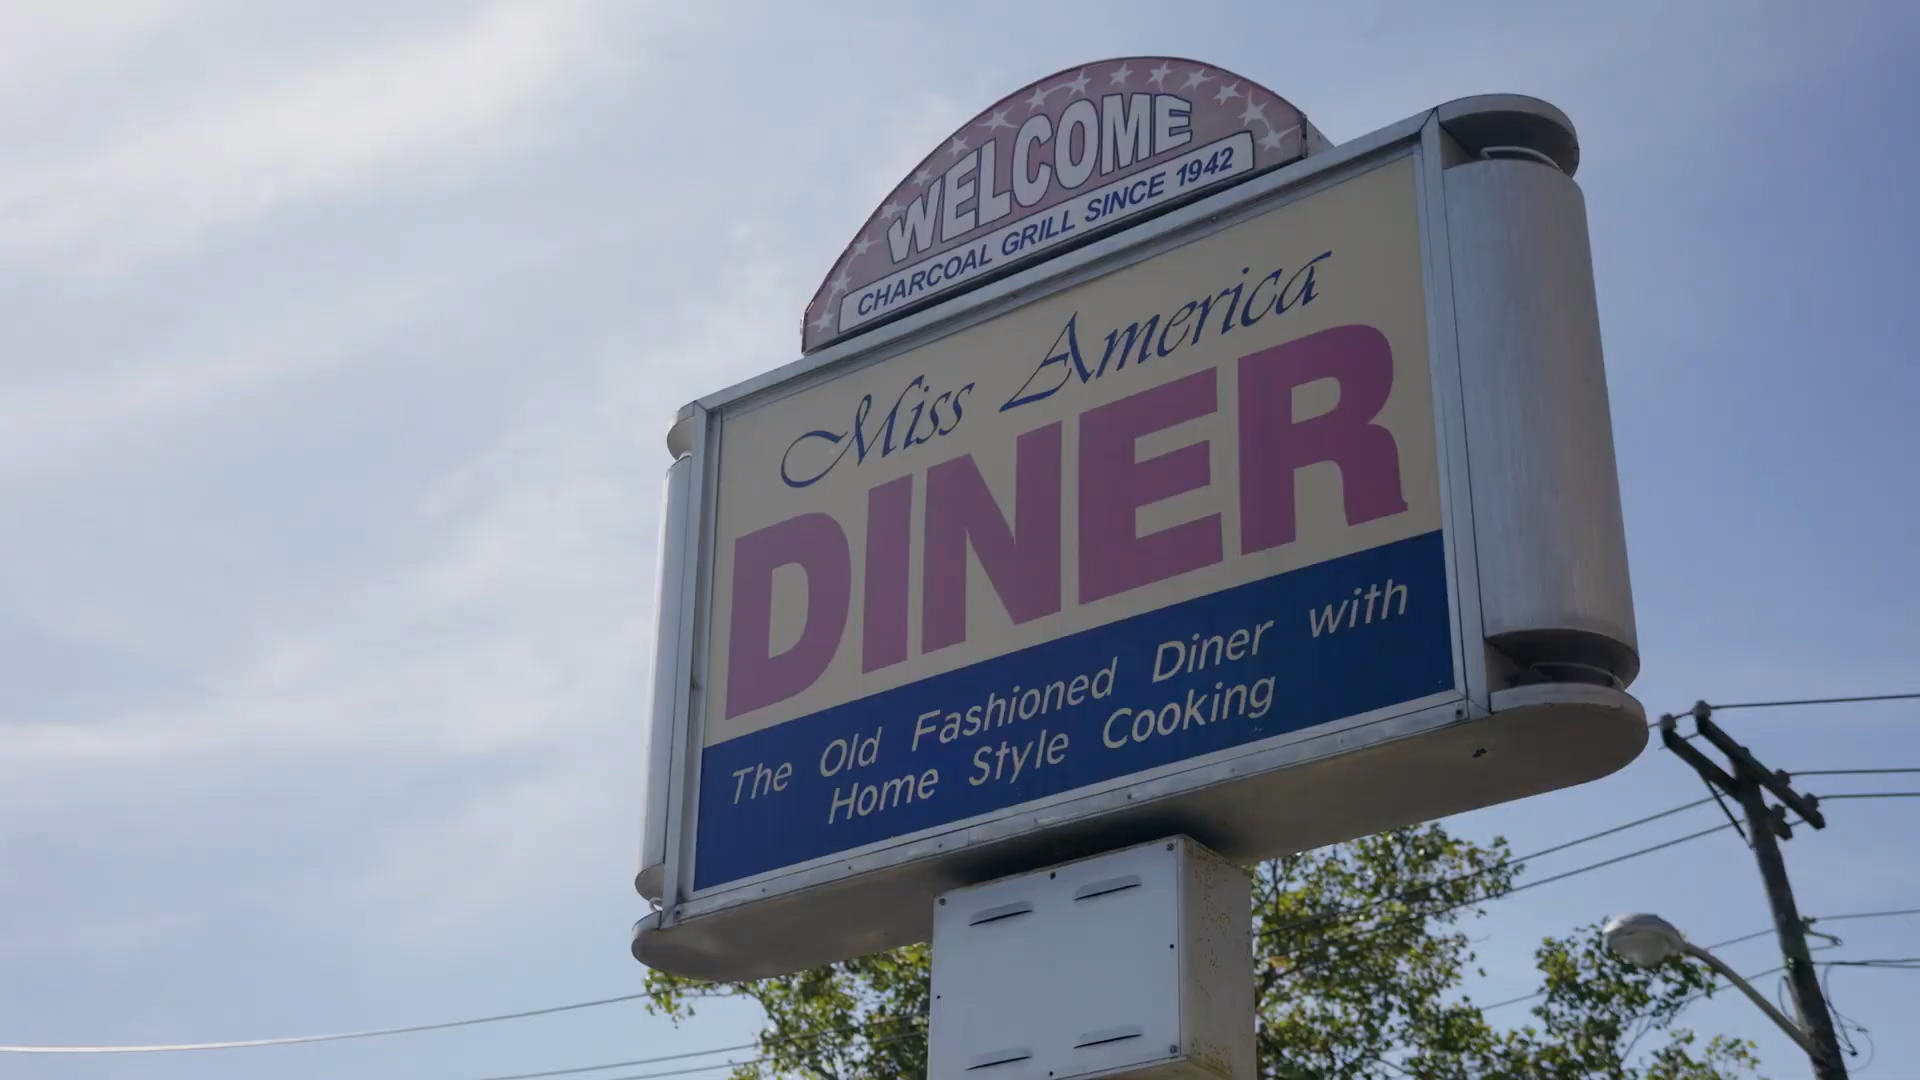 WELCOME
CHARCOAL GRILL SINCE 1942
Miss America
DINER
The Old Fashioned Diner with
Home Style Cooking